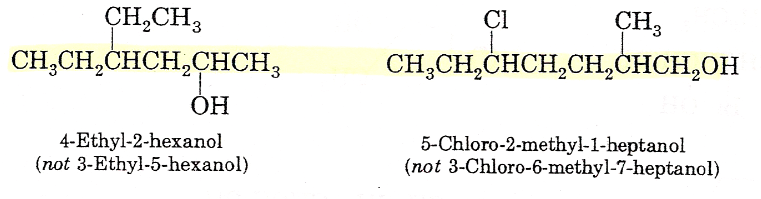 CH₂CH₃
CH₃CH₂CHCH₂CHCH₃
OH
4-Ethyl-2-hexanol
(not 3-Ethyl-5-hexanol)
Cl CH₃
CH₃CH₂CHCH₂CH₂CHCH₂OH
5-Chloro-2-methyl-1-heptanol
(not 3-Chloro-6-methyl-7-heptanol)